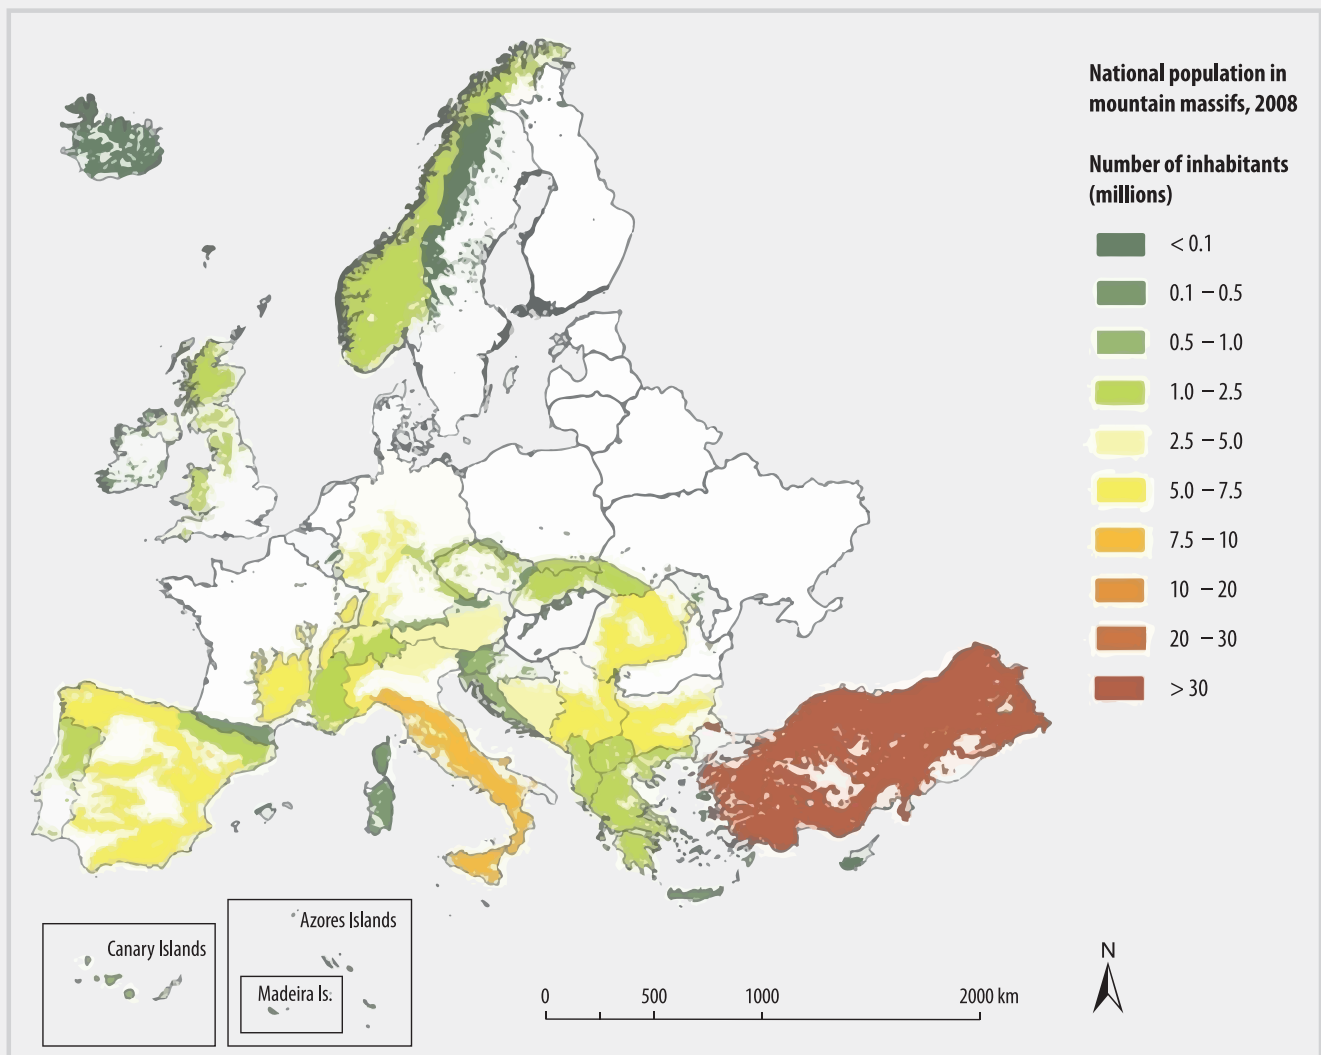 National population in
mountain massifs, 2008
Number of inhabitants
(millions)
< 0.1
0.1 – 0.5
0.5 – 1.0
1.0 – 2.5
2.5 – 5.0
5.0 – 7.5
7.5 – 10
10 – 20
20 – 30
> 30
Azores Islands
Canary Islands
Madeira Is.
N
0 500 1000 2000 km